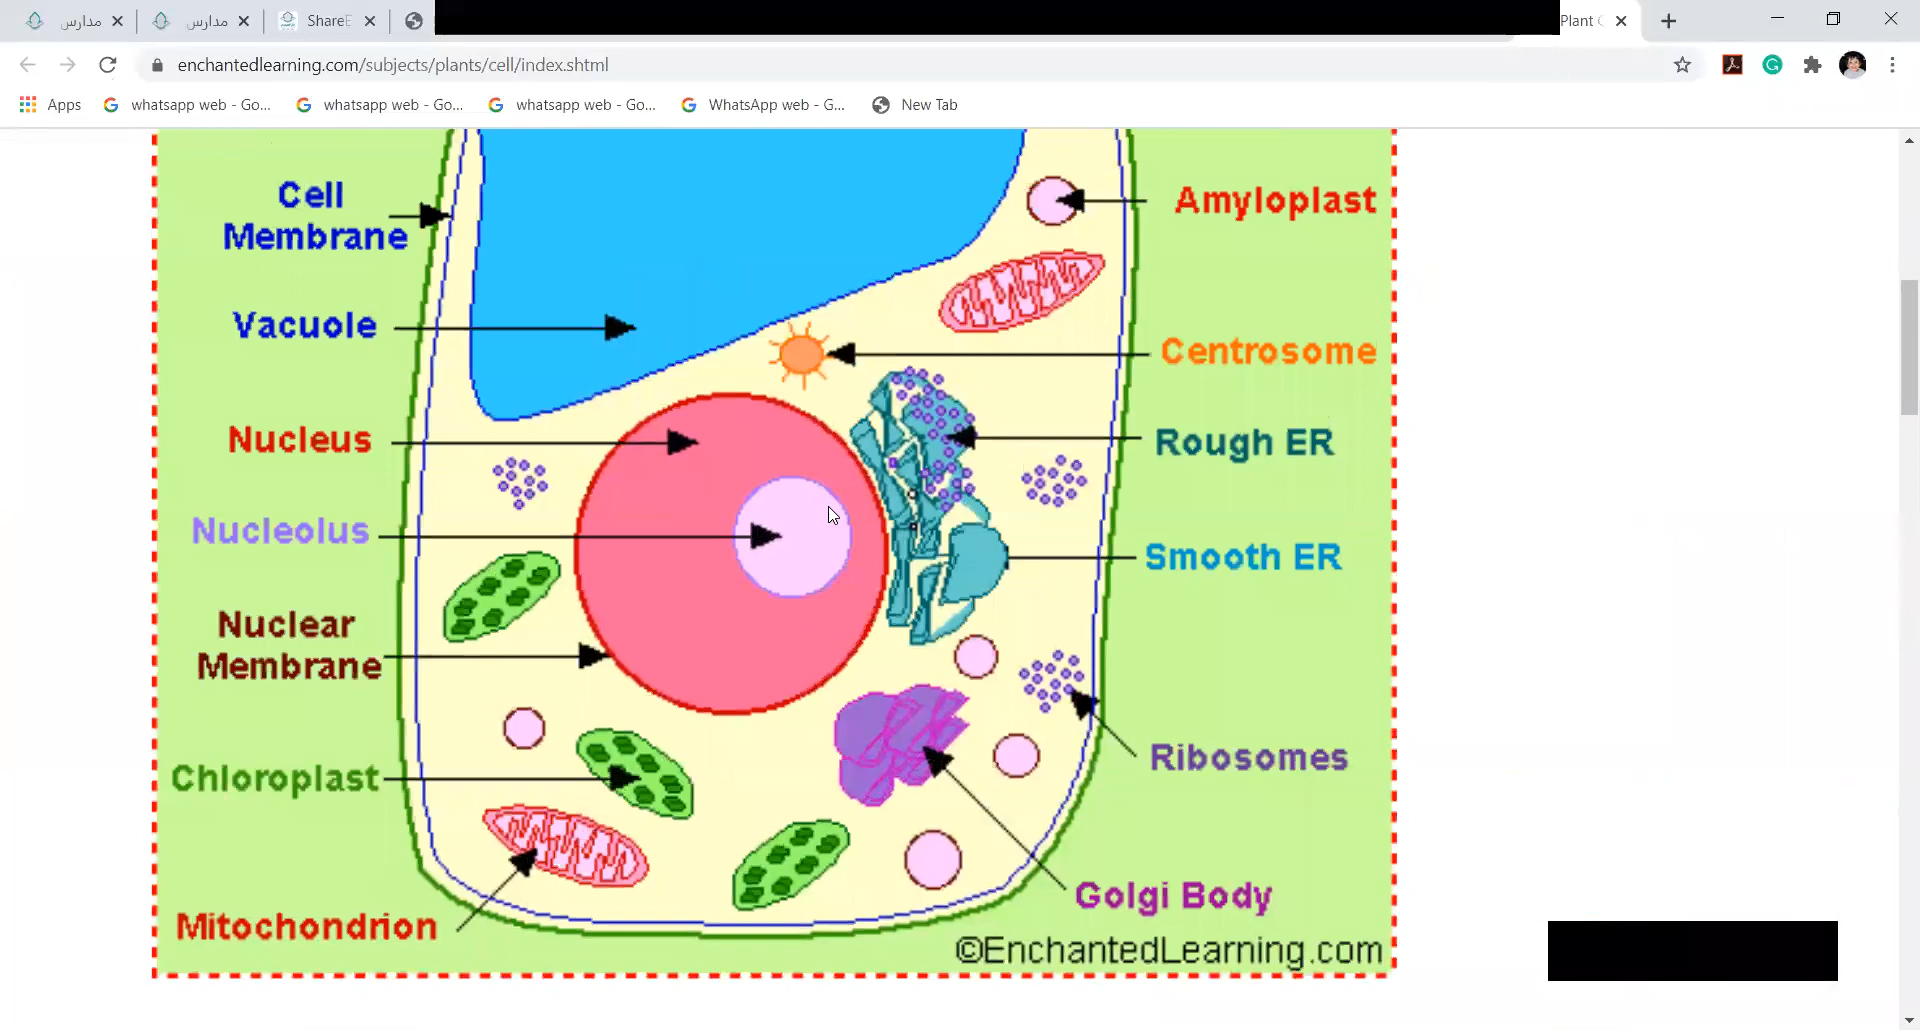 مدارس
مدارس
ShareE
Plant C
enchantedlearning.com/subjects/plants/cell/index.shtml
Apps
whatsapp web - Go...
whatsapp web - Go...
whatsapp web - Go...
WhatsApp web - G...
New Tab
Cell
Membrane
Amyloplast
Vacuole
Centrosome
Nucleus
Rough ER
Nucleolus
Smooth ER
Nuclear
Membrane
Ribosomes
Chloroplast
Golgi Body
Mitochondrion
©EnchantedLearning.com